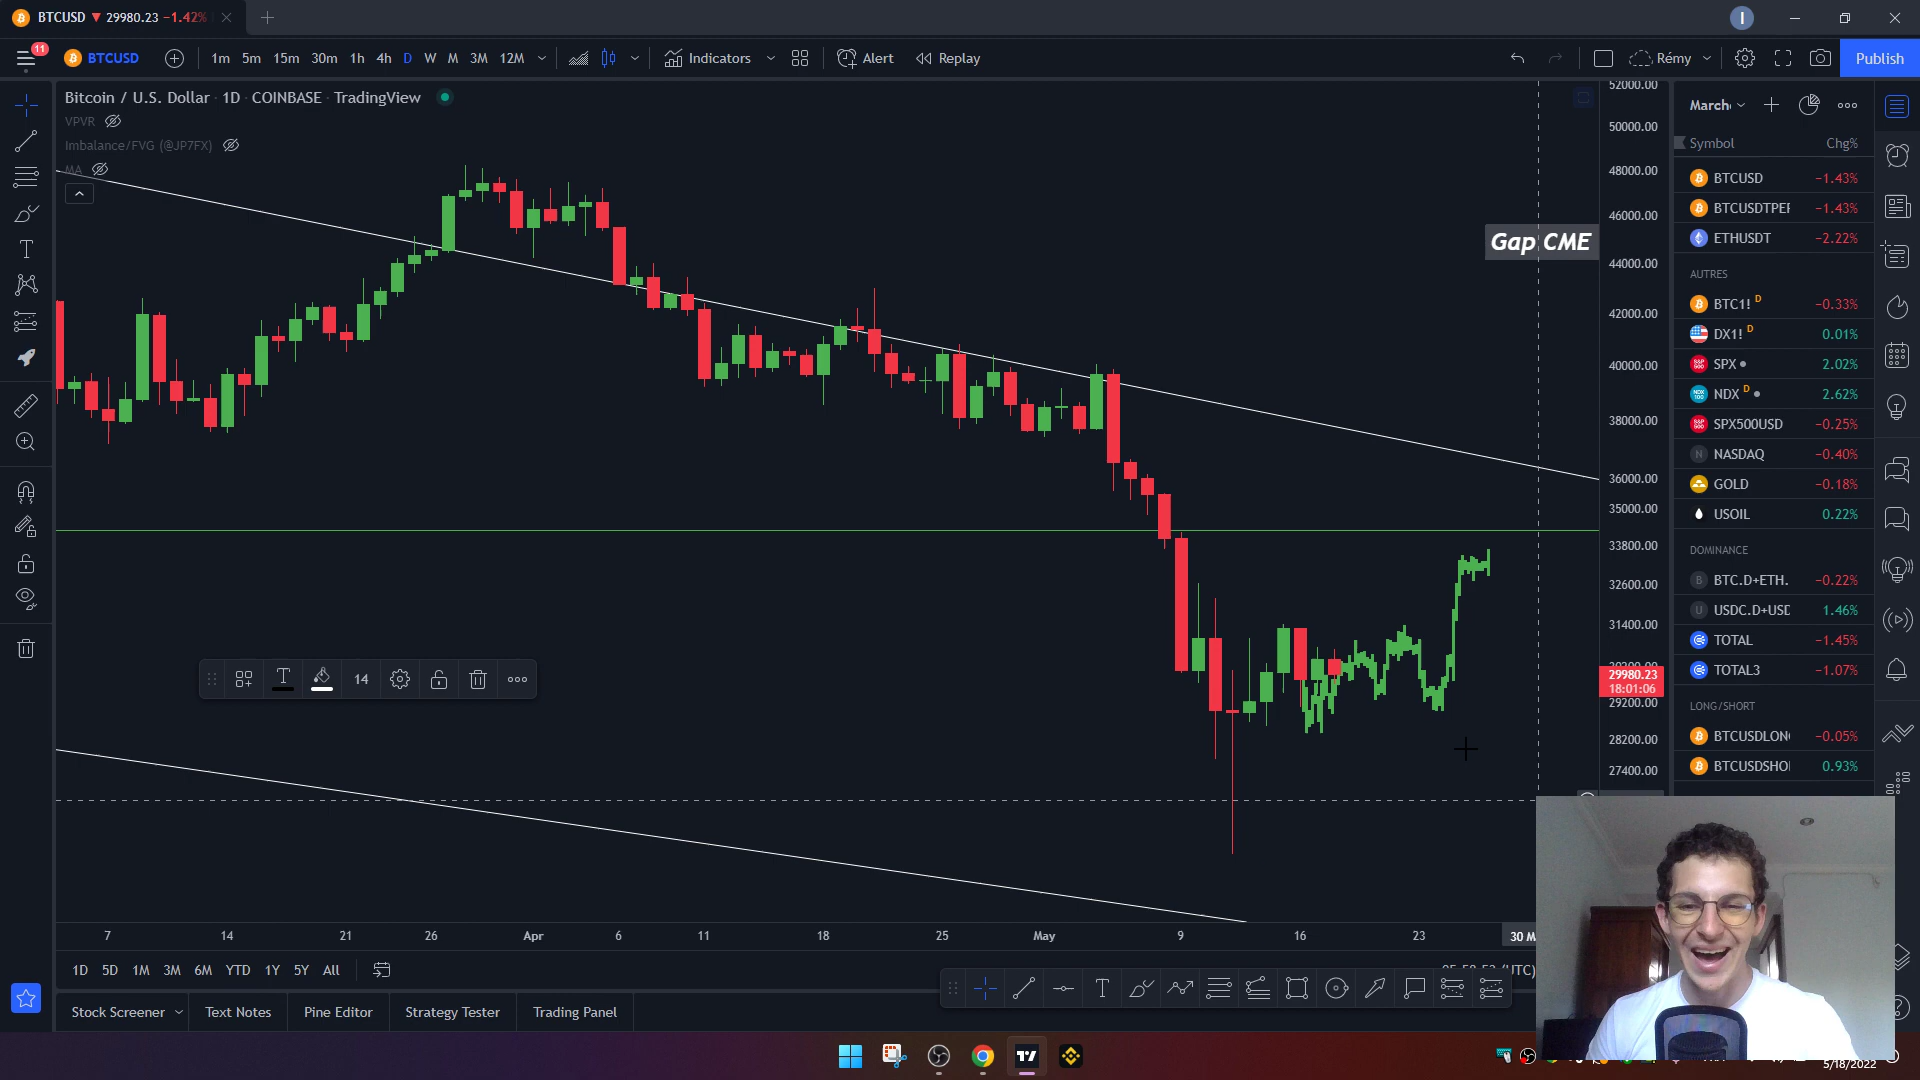 BTCUSD ▼ 29980.23 −1.42%
I
11
BTCUSD
1m 5m 15m 30m 1h 4h D W M 3M 12M
Indicators
Alert
Replay
Rémy
Publish
Bitcoin / U.S. Dollar · 1D · COINBASE · TradingView
VPVR
Imbalance/FVG (@JP7FX)
MA
Gap CME
52000.00
50000.00
48000.00
46000.00
44000.00
42000.00
40000.00
38000.00
36000.00
35000.00
33800.00
32600.00
31400.00
29980.23
18:01:06
29200.00
28200.00
27400.00
Symbol Chg%
BTCUSD −1.43%
BTCUSDTPER −1.43%
ETHUSDT −2.22%
AUTRES
BTC1! D −0.33%
DX1! D 0.01%
SPX 2.02%
NDX D 2.62%
SPX500USD −0.25%
NASDAQ −0.40%
GOLD −0.18%
USOIL 0.22%
DOMINANCE
BTC.D+ETH. −0.22%
USDC.D+USD 1.46%
TOTAL −1.45%
TOTAL3 −1.07%
LONG/SHORT
BTCUSDLON −0.05%
BTCUSDSHO 0.93%
14
7 14 21 26 Apr 6 11 18 25 May 9 16 23 30 M
1D 5D 1M 3M 6M YTD 1Y 5Y All
Stock Screener
Text Notes
Pine Editor
Strategy Tester
Trading Panel
5/18/2022